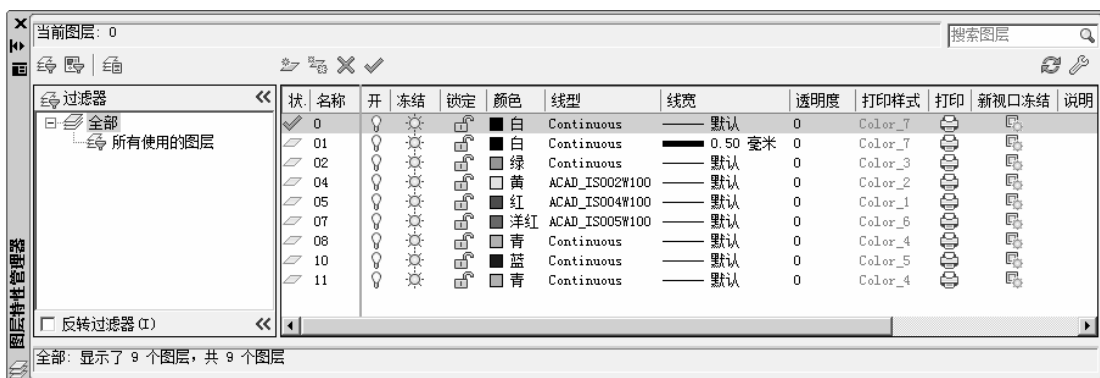 当前图层: 0
搜索图层
过滤器
全部
所有使用的图层
反转过滤器(I)
状. 名称 开 冻结 锁定 颜色 线型 线宽 透明度 打印样式 打印 新视口冻结 说明
0 白 Continuous 默认 0 Color_7
01 白 Continuous 0.50 毫米 0 Color_7
02 绿 Continuous 默认 0 Color_3
04 黄 ACAD_ISO02W100 默认 0 Color_2
05 红 ACAD_ISO04W100 默认 0 Color_1
07 洋红 ACAD_ISO05W100 默认 0 Color_6
08 青 Continuous 默认 0 Color_4
10 蓝 Continuous 默认 0 Color_5
11 青 Continuous 默认 0 Color_4
全部: 显示了 9 个图层，共 9 个图层
图层特性管理器